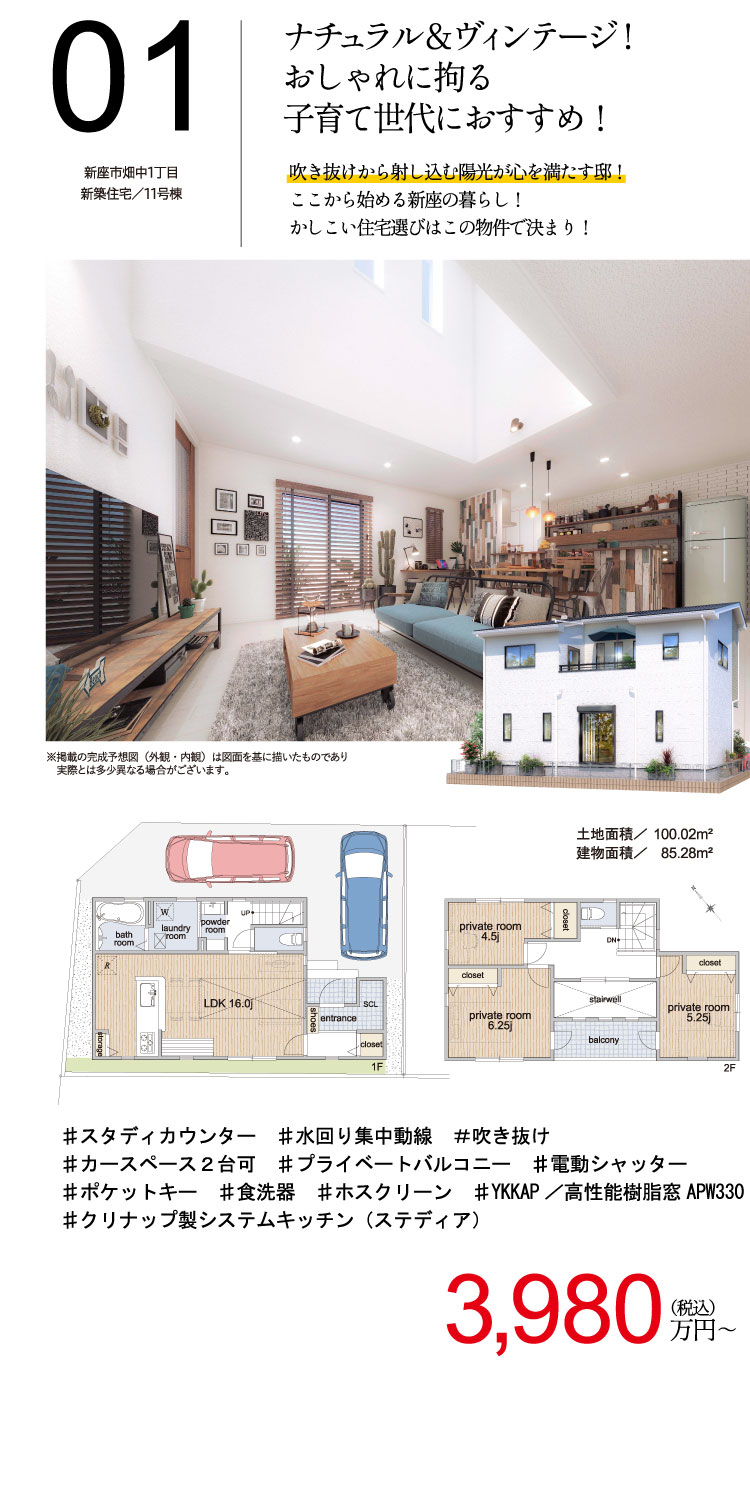 01
新座市畑中1丁目
新築住宅／11号棟
ナチュラル＆ヴィンテージ！
おしゃれに拘る
子育て世代におすすめ！
吹き抜けから射し込む陽光が心を満たす邸！
ここから始める新座の暮らし！
かしこい住宅選びはこの物件で決まり！
※掲載の完成予想図（外観・内観）は図面を基に描いたものであり
実際とは多少異なる場合がございます。
土地面積／ 100.02m²
建物面積／ 85.28m²
bath room
W
laundry room
powder room
UP
R
LDK 16.0j
storage
shoes
SCL
entrance
closet
1F
private room 4.5j
closet
DN
closet
private room 6.25j
stairwell
balcony
closet
private room 5.25j
2F
♯スタディカウンター　♯水回り集中動線　＃吹き抜け
♯カースペース２台可　♯プライベートバルコニー　♯電動シャッター
♯ポケットキー　♯食洗器　♯ホスクリーン　♯YKKAP ／高性能樹脂窓 APW330
♯クリナップ製システムキッチン（ステディア）
3,980万円～（税込）